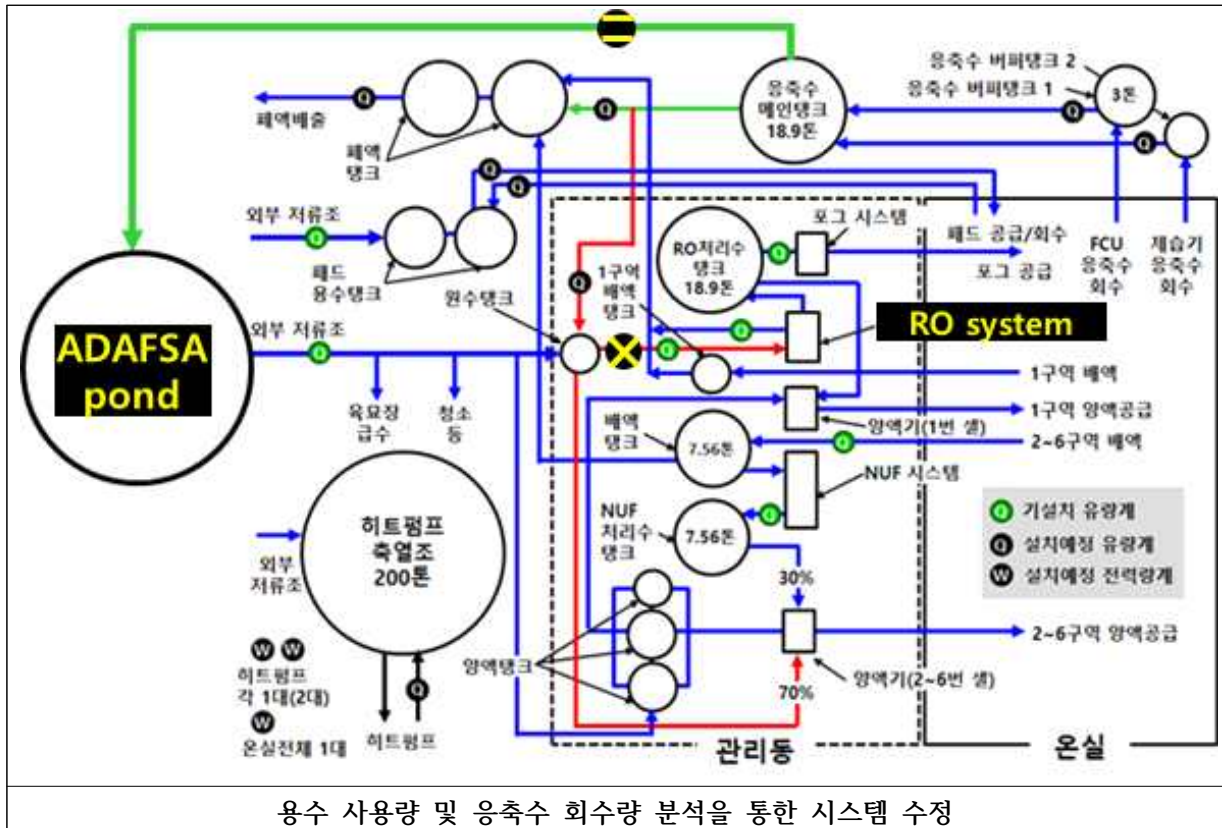 응축수 버퍼탱크 2
응축수 버퍼탱크 1
3톤
응축수
메인탱크
18.9톤
Q
Q
Q
Q
폐액배출
폐액
탱크
Q
Q
외부 저류조
패드
용수탱크
원수탱크
1구역
배액
탱크
RO처리수
탱크
18.9톤
포그 시스템
패드 공급/회수
포그 공급
FCU
응축수
회수
제습기
응축수
회수
Q
ADAFSA
pond
외부 저류조
RO system
육묘장
급수
청소
등
1구역 배액
1구역 양액공급
양액기(1번 셀)
2~6구역 배액
배액
탱크
7.56톤
NUF 시스템
NUF
처리수
탱크
7.56톤
히트펌프
축열조
200톤
외부
저류조
기설치 유량계
Q 설치예정 유량계
W 설치예정 전력량계
30%
2~6구역 양액공급
양액탱크
70%
양액기(2~6번 셀)
W W
히트펌프
각 1대(2대)
W
온실전체 1대
Q
히트펌프
관리동
온실
용수 사용량 및 응축수 회수량 분석을 통한 시스템 수정